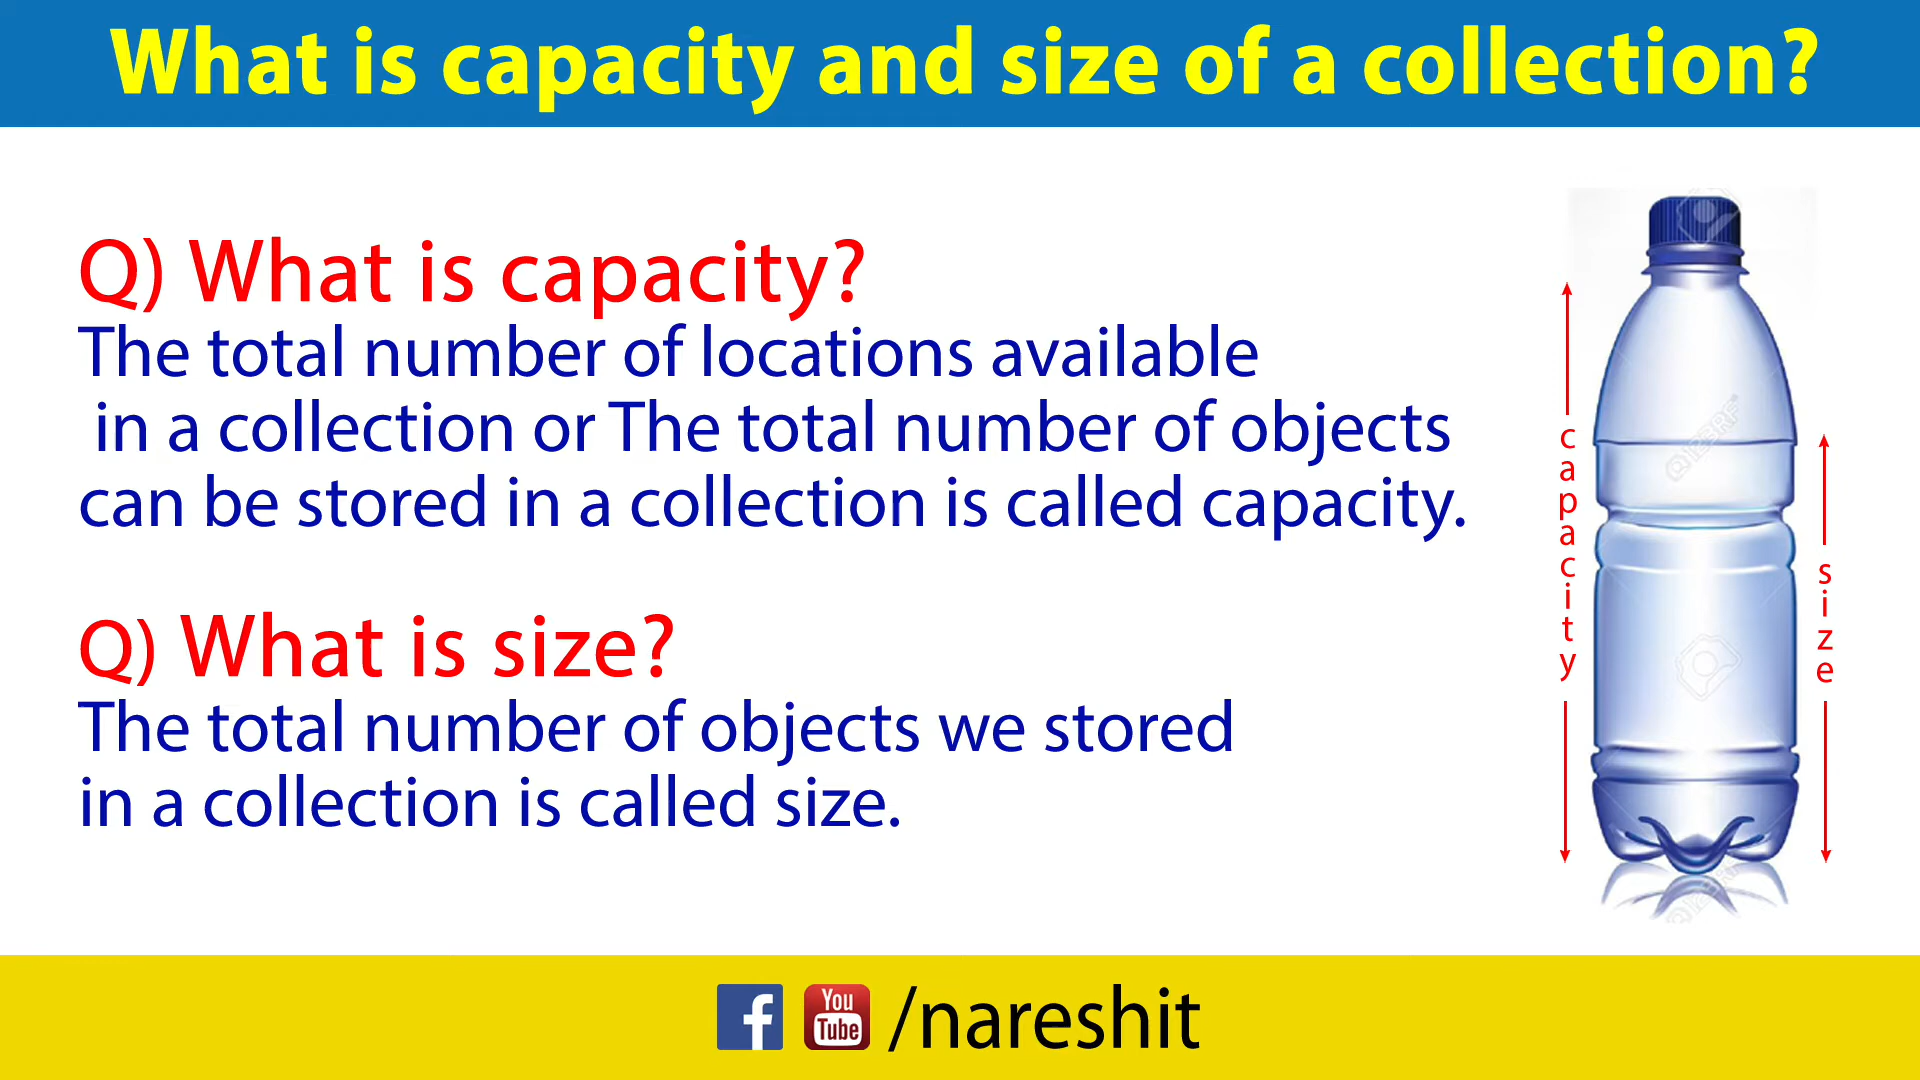 What is capacity and size of a collection?
Q) What is capacity?
The total number of locations available
in a collection or The total number of objects
can be stored in a collection is called capacity.
capacity
size
Q) What is size?
The total number of objects we stored
in a collection is called size.
123RF
123RF
f You Tube /nareshit